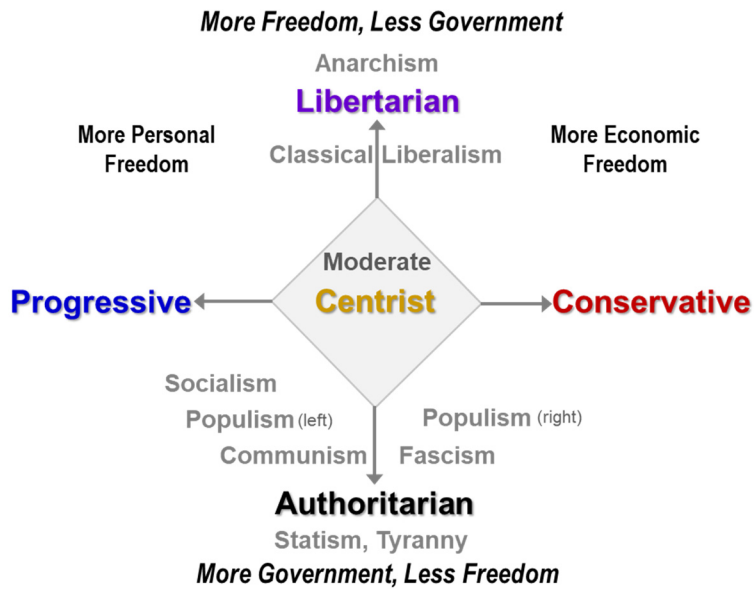 More Freedom, Less Government
Anarchism
Libertarian
More Personal
Freedom
More Economic
Freedom
Classical Liberalism
Moderate
Progressive
Centrist
Conservative
Socialism
Populism (left)
Populism (right)
Communism
Fascism
Authoritarian
Statism, Tyranny
More Government, Less Freedom